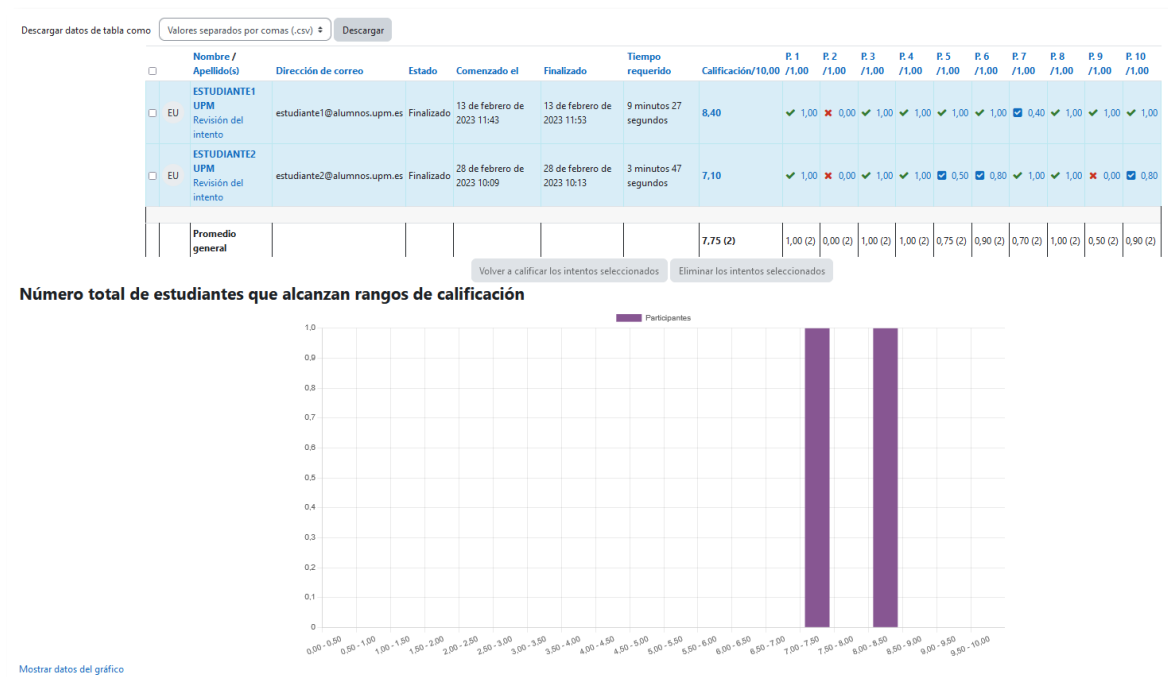 Descargar datos de tabla como Valores separados por comas (.csv) Descargar
Nombre / Apellido(s) Dirección de correo Estado Comenzado el Finalizado Tiempo requerido Calificación/10,00 P. 1 /1,00 P. 2 /1,00 P. 3 /1,00 P. 4 /1,00 P. 5 /1,00 P. 6 /1,00 P. 7 /1,00 P. 8 /1,00 P. 9 /1,00 P. 10 /1,00
EU ESTUDIANTE1 UPM Revisión del intento estudiante1@alumnos.upm.es Finalizado 13 de febrero de 2023 11:43 13 de febrero de 2023 11:53 9 minutos 27 segundos 8,40 1,00 0,00 1,00 1,00 1,00 1,00 0,40 1,00 1,00 1,00
EU ESTUDIANTE2 UPM Revisión del intento estudiante2@alumnos.upm.es Finalizado 28 de febrero de 2023 10:09 28 de febrero de 2023 10:13 3 minutos 47 segundos 7,10 1,00 0,00 1,00 1,00 0,50 0,80 1,00 1,00 0,00 0,80
Promedio general 7,75 (2) 1,00 (2) 0,00 (2) 1,00 (2) 1,00 (2) 0,75 (2) 0,90 (2) 0,70 (2) 1,00 (2) 0,50 (2) 0,90 (2)
Volver a calificar los intentos seleccionados Eliminar los intentos seleccionados
Número total de estudiantes que alcanzan rangos de calificación
Participantes
1,0
0,9
0,8
0,7
0,6
0,5
0,4
0,3
0,2
0,1
0
0,00 - 0,50 0,50 - 1,00 1,00 - 1,50 1,50 - 2,00 2,00 - 2,50 2,50 - 3,00 3,00 - 3,50 3,50 - 4,00 4,00 - 4,50 4,50 - 5,00 5,00 - 5,50 5,50 - 6,00 6,00 - 6,50 6,50 - 7,00 7,00 - 7,50 7,50 - 8,00 8,00 - 8,50 8,50 - 9,00 9,00 - 9,50 9,50 - 10,00
Mostrar datos del gráfico